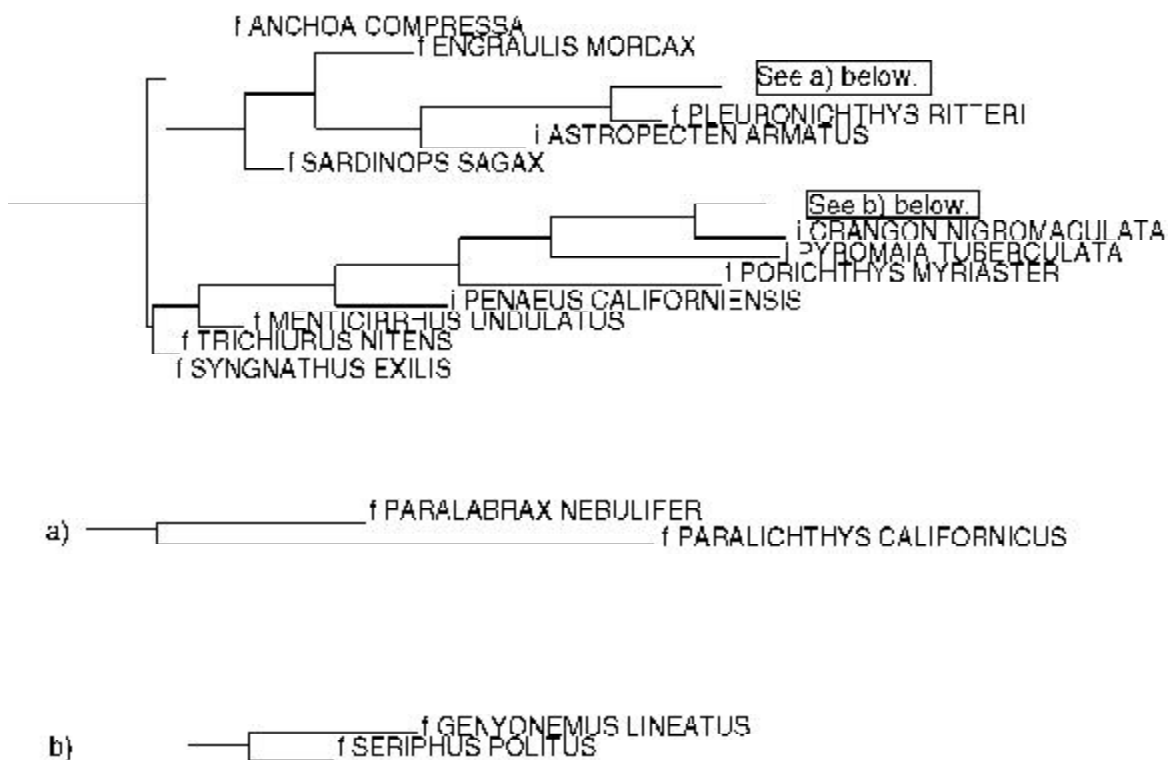 f ANCHOA COMPRESSA
f ENGRAULIS MORDAX
See a) below.
f PLEURONICHTHYS RITTERI
i ASTROPECTEN ARMATUS
f SARDINOPS SAGAX
See b) below.
i CRANGON NIGROMACULATA
i PYROMAIA TUBERCULATA
f PORICHTHYS MYRIASTER
i PENAEUS CALIFORNIENSIS
f MENTICIRRHUS UNDULATUS
f TRICHIURUS NITENS
f SYNGNATHUS EXILIS
a)
f PARALABRAX NEBULIFER
f PARALICHTHYS CALIFORNICUS
b)
f GENYONEMUS LINEATUS
f SERIPHUS POLITUS